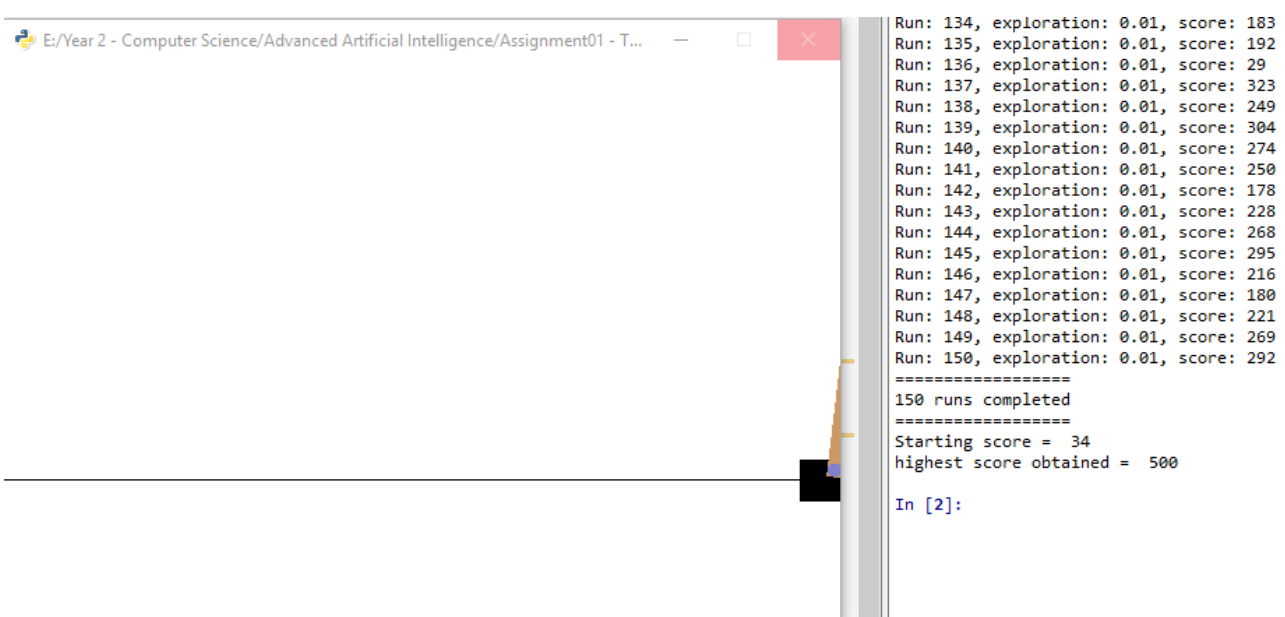 E:/Year 2 - Computer Science/Advanced Artificial Intelligence/Assignment01 - T...
Run: 134, exploration: 0.01, score: 183
Run: 135, exploration: 0.01, score: 192
Run: 136, exploration: 0.01, score: 29
Run: 137, exploration: 0.01, score: 323
Run: 138, exploration: 0.01, score: 249
Run: 139, exploration: 0.01, score: 304
Run: 140, exploration: 0.01, score: 274
Run: 141, exploration: 0.01, score: 250
Run: 142, exploration: 0.01, score: 178
Run: 143, exploration: 0.01, score: 228
Run: 144, exploration: 0.01, score: 268
Run: 145, exploration: 0.01, score: 295
Run: 146, exploration: 0.01, score: 216
Run: 147, exploration: 0.01, score: 180
Run: 148, exploration: 0.01, score: 221
Run: 149, exploration: 0.01, score: 269
Run: 150, exploration: 0.01, score: 292
==================
150 runs completed
==================
Starting score =  34
highest score obtained =  500
In [2]: